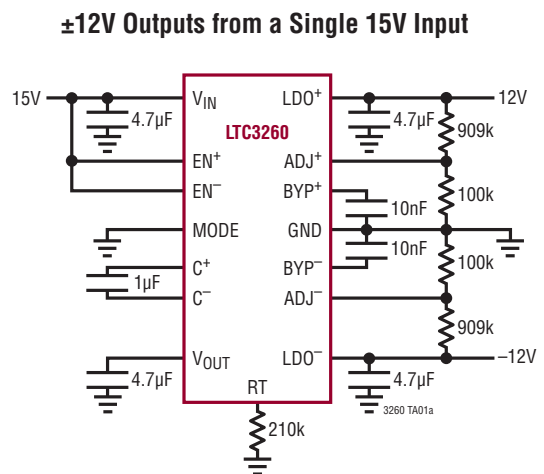 ±12V Outputs from a Single 15V Input
15V
4.7µF
VIN
LTC3260
LDO+
4.7µF
12V
909k
EN+
ADJ+
EN−
BYP+
10nF
100k
MODE
GND
10nF
C+
1µF
BYP−
100k
C−
ADJ−
909k
VOUT
4.7µF
LDO−
4.7µF
−12V
RT
3260 TA01a
210k